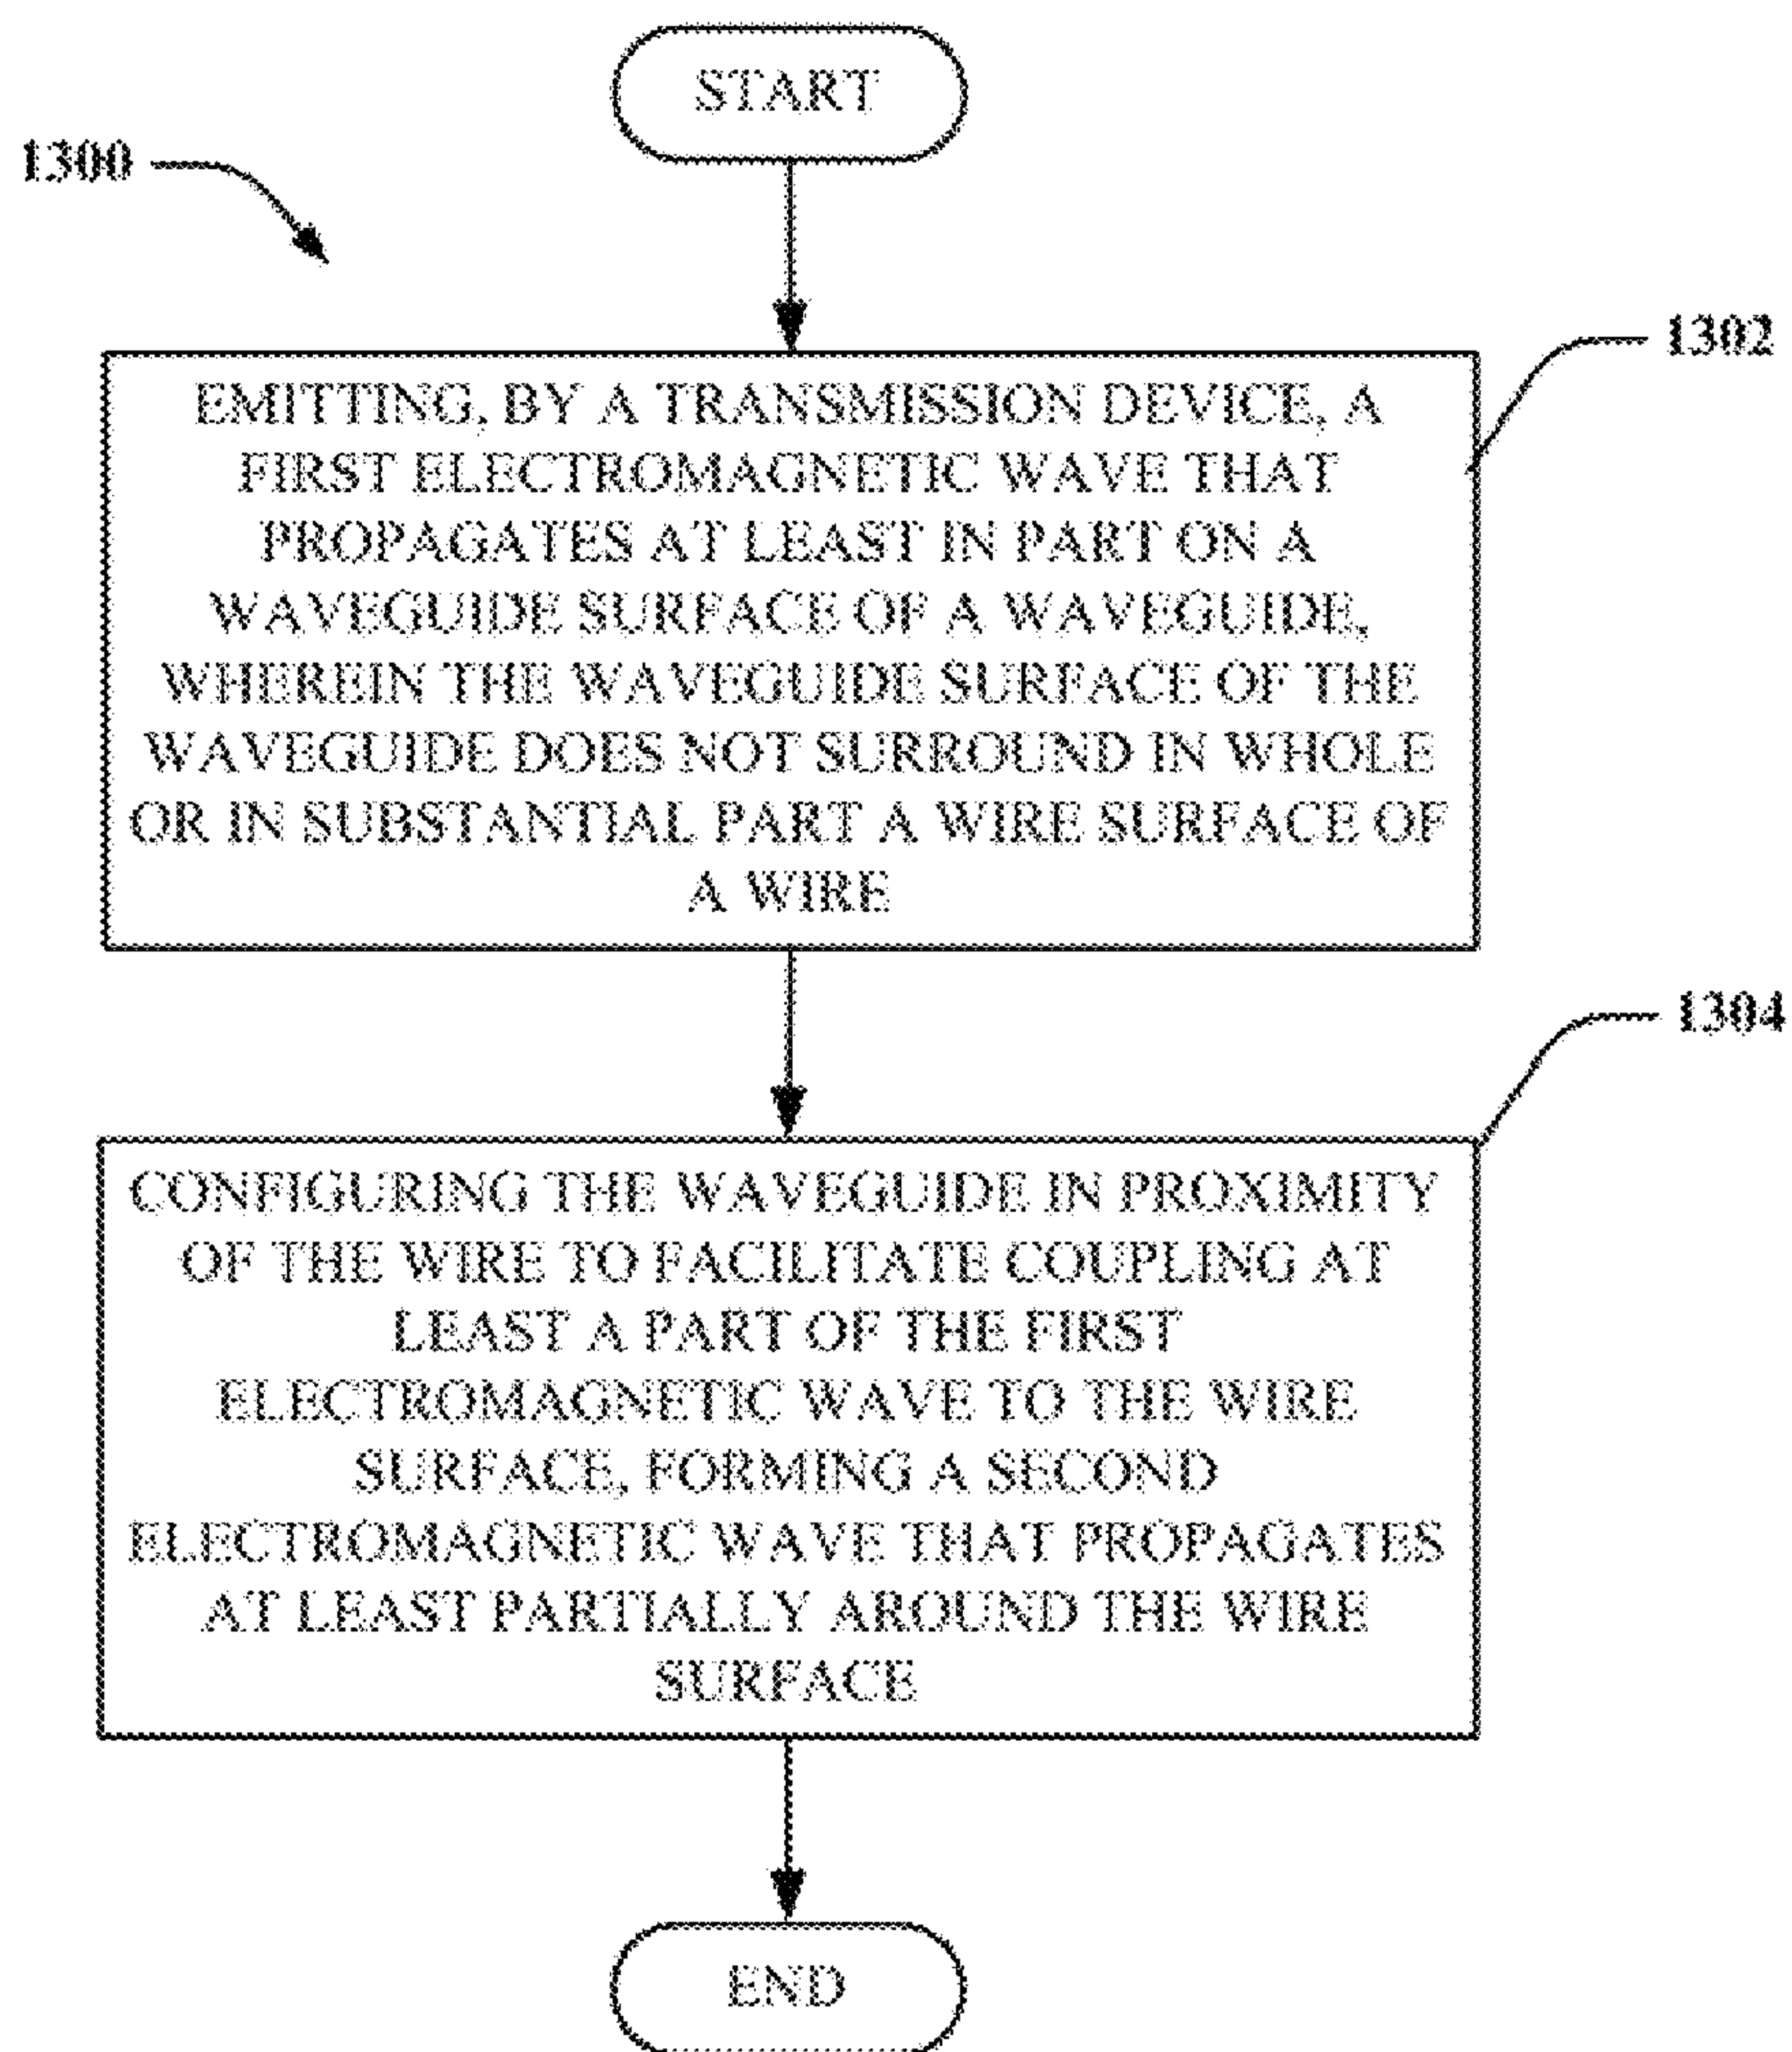 START
1300
1302
EMITTING, BY A TRANSMISSION DEVICE, A
FIRST ELECTROMAGNETIC WAVE THAT
PROPAGATES AT LEAST IN PART ON A
WAVEGUIDE SURFACE OF A WAVEGUIDE,
WHEREIN THE WAVEGUIDE SURFACE OF THE
WAVEGUIDE DOES NOT SURROUND IN WHOLE
OR IN SUBSTANTIAL PART A WIRE SURFACE OF
A WIRE
1304
CONFIGURING THE WAVEGUIDE IN PROXIMITY
OF THE WIRE TO FACILITATE COUPLING AT
LEAST A PART OF THE FIRST
ELECTROMAGNETIC WAVE TO THE WIRE
SURFACE, FORMING A SECOND
ELECTROMAGNETIC WAVE THAT PROPAGATES
AT LEAST PARTIALLY AROUND THE WIRE
SURFACE
END